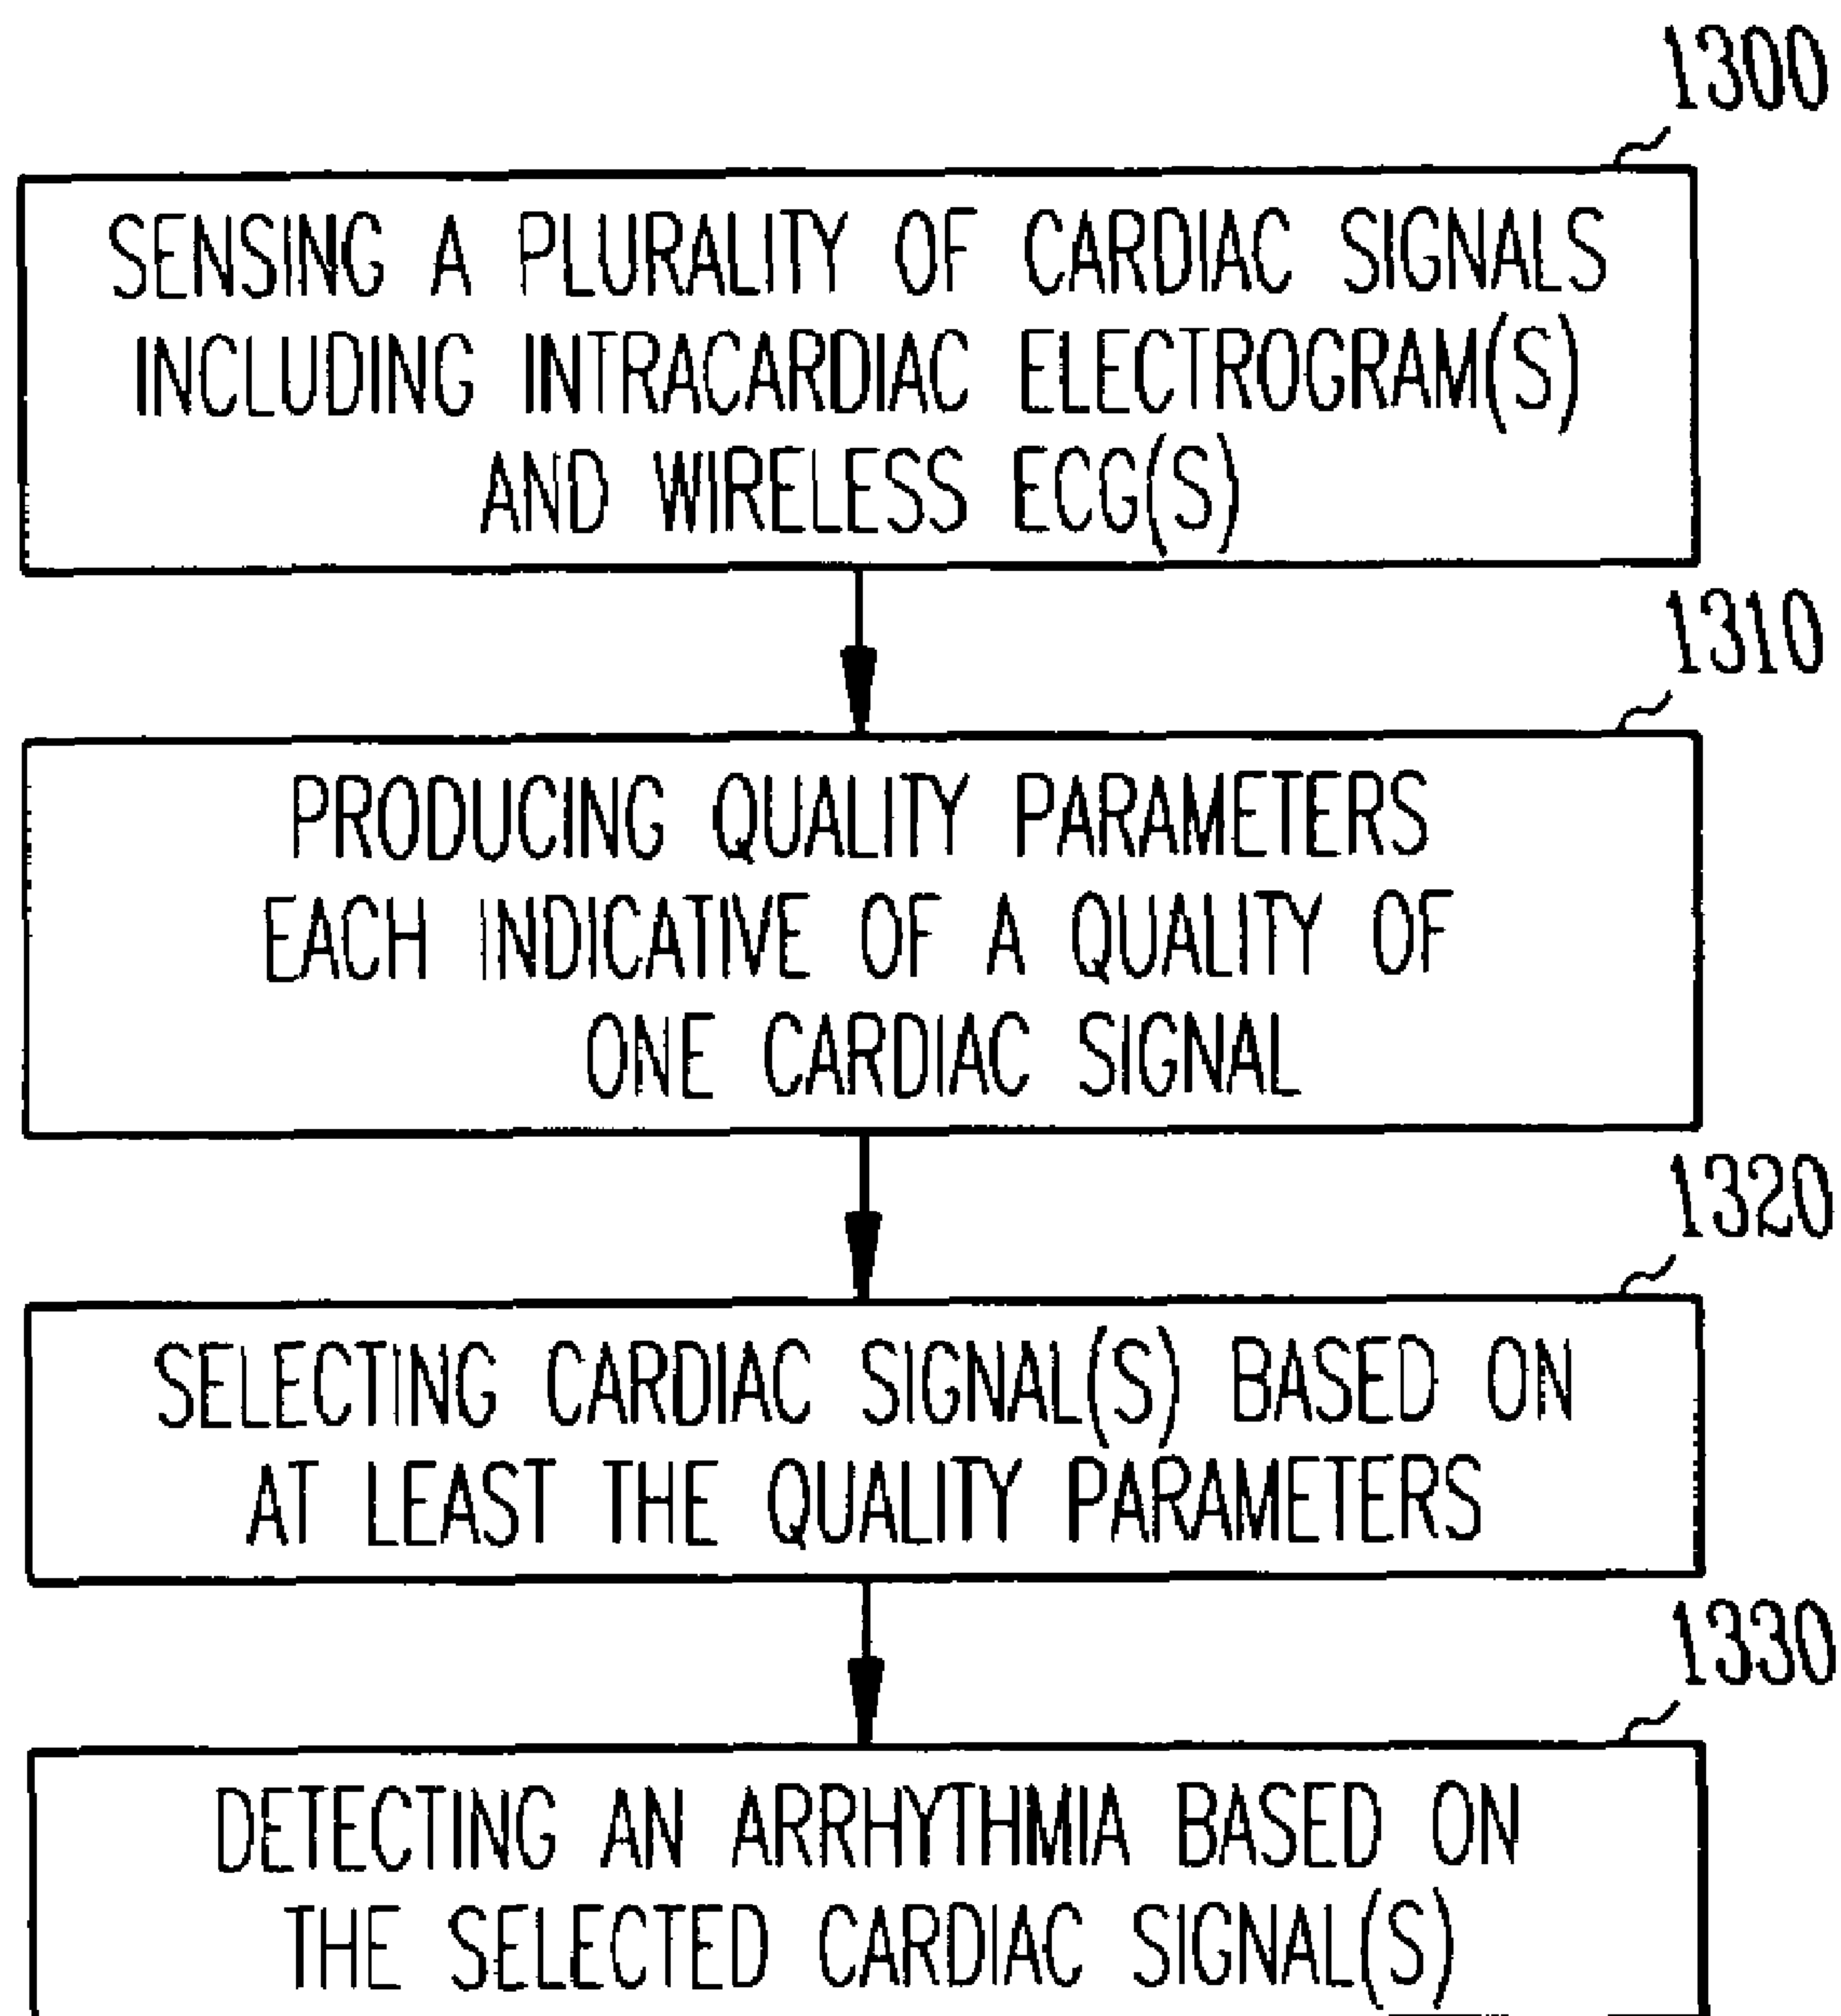 1300
SENSING A PLURALITY OF CARDIAC SIGNALS
INCLUDING INTRACARDIAC ELECTROGRAM(S)
AND WIRELESS ECG(S)
1310
PRODUCING QUALITY PARAMETERS
EACH INDICATIVE OF A QUALITY OF
ONE CARDIAC SIGNAL
1320
SELECTING CARDIAC SIGNAL(S) BASED ON
AT LEAST THE QUALITY PARAMETERS
1330
DETECTING AN ARRHYTHMIA BASED ON
THE SELECTED CARDIAC SIGNAL(S)